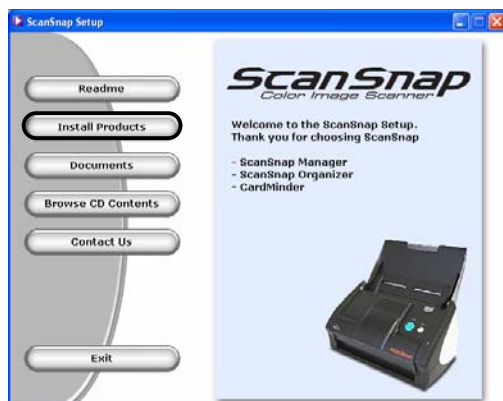 ScanSnap Setup
Readme
Install Products
Documents
Browse CD Contents
Contact Us
Exit
ScanSnap
Color Image Scanner
Welcome to the ScanSnap Setup.
Thank you for choosing ScanSnap
- ScanSnap Manager
- ScanSnap Organizer
- CardMinder